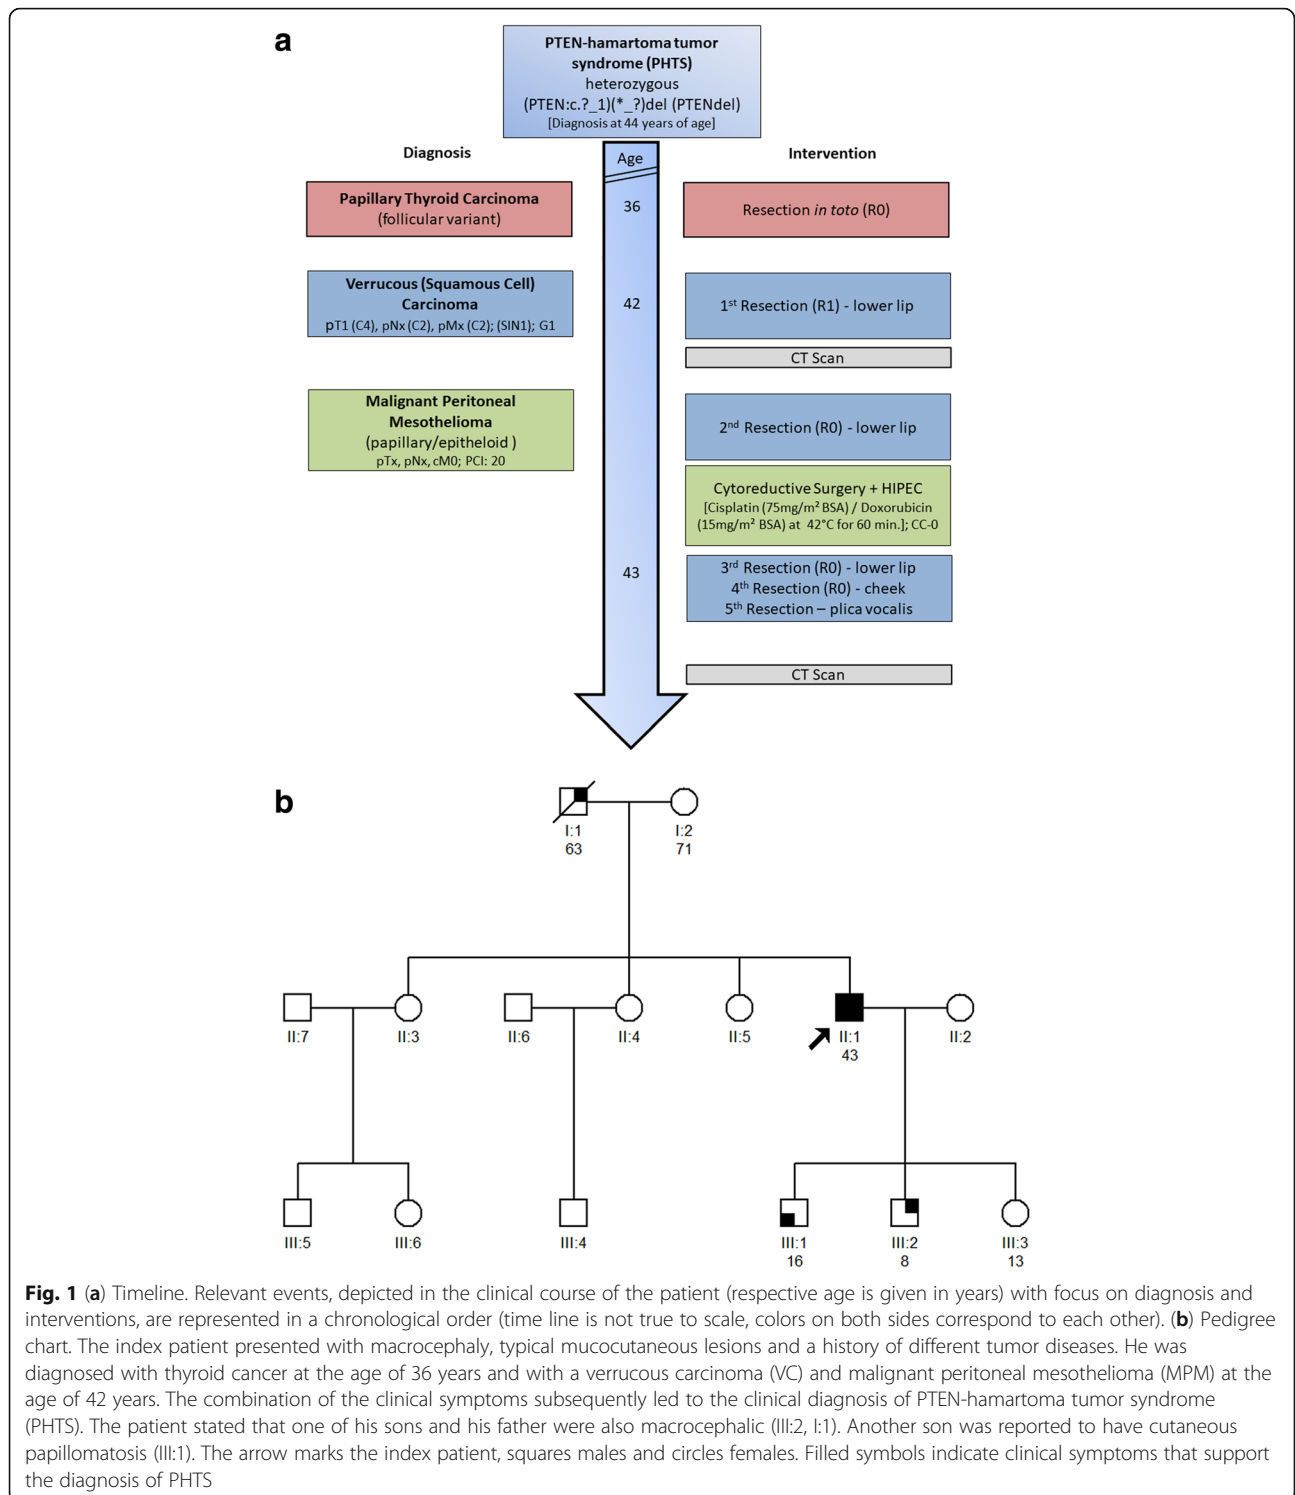 a
PTEN-hamartoma tumor
syndrome (PHTS)
heterozygous
(PTEN:c.?_1)(*_?)del (PTENdel)
[Diagnosis at 44 years of age]
Diagnosis
Age
Intervention
Papillary Thyroid Carcinoma
(follicular variant)
36
Resection in toto (R0)
Verrucous (Squamous Cell)
Carcinoma
pT1 (C4), pNx (C2), pMx (C2); (SIN1); G1
42
1st Resection (R1) - lower lip
CT Scan
Malignant Peritoneal
Mesothelioma
(papillary/epitheloid )
pTx, pNx, cM0; PCI: 20
2nd Resection (R0) - lower lip
Cytoreductive Surgery + HIPEC
[Cisplatin (75mg/m² BSA) / Doxorubicin
(15mg/m² BSA) at 42°C for 60 min.]; CC-0
43
3rd Resection (R0) - lower lip
4th Resection (R0) - cheek
5th Resection – plica vocalis
CT Scan
b
I:1 I:2
63 71
II:7 II:3 II:6 II:4 II:5 II:1 II:2
43
III:5 III:6 III:4 III:1 III:2 III:3
16 8 13
Fig. 1 (a) Timeline. Relevant events, depicted in the clinical course of the patient (respective age is given in years) with focus on diagnosis and
interventions, are represented in a chronological order (time line is not true to scale, colors on both sides correspond to each other). (b) Pedigree
chart. The index patient presented with macrocephaly, typical mucocutaneous lesions and a history of different tumor diseases. He was
diagnosed with thyroid cancer at the age of 36 years and with a verrucous carcinoma (VC) and malignant peritoneal mesothelioma (MPM) at the
age of 42 years. The combination of the clinical symptoms subsequently led to the clinical diagnosis of PTEN-hamartoma tumor syndrome
(PHTS). The patient stated that one of his sons and his father were also macrocephalic (III:2, I:1). Another son was reported to have cutaneous
papillomatosis (III:1). The arrow marks the index patient, squares males and circles females. Filled symbols indicate clinical symptoms that support
the diagnosis of PHTS